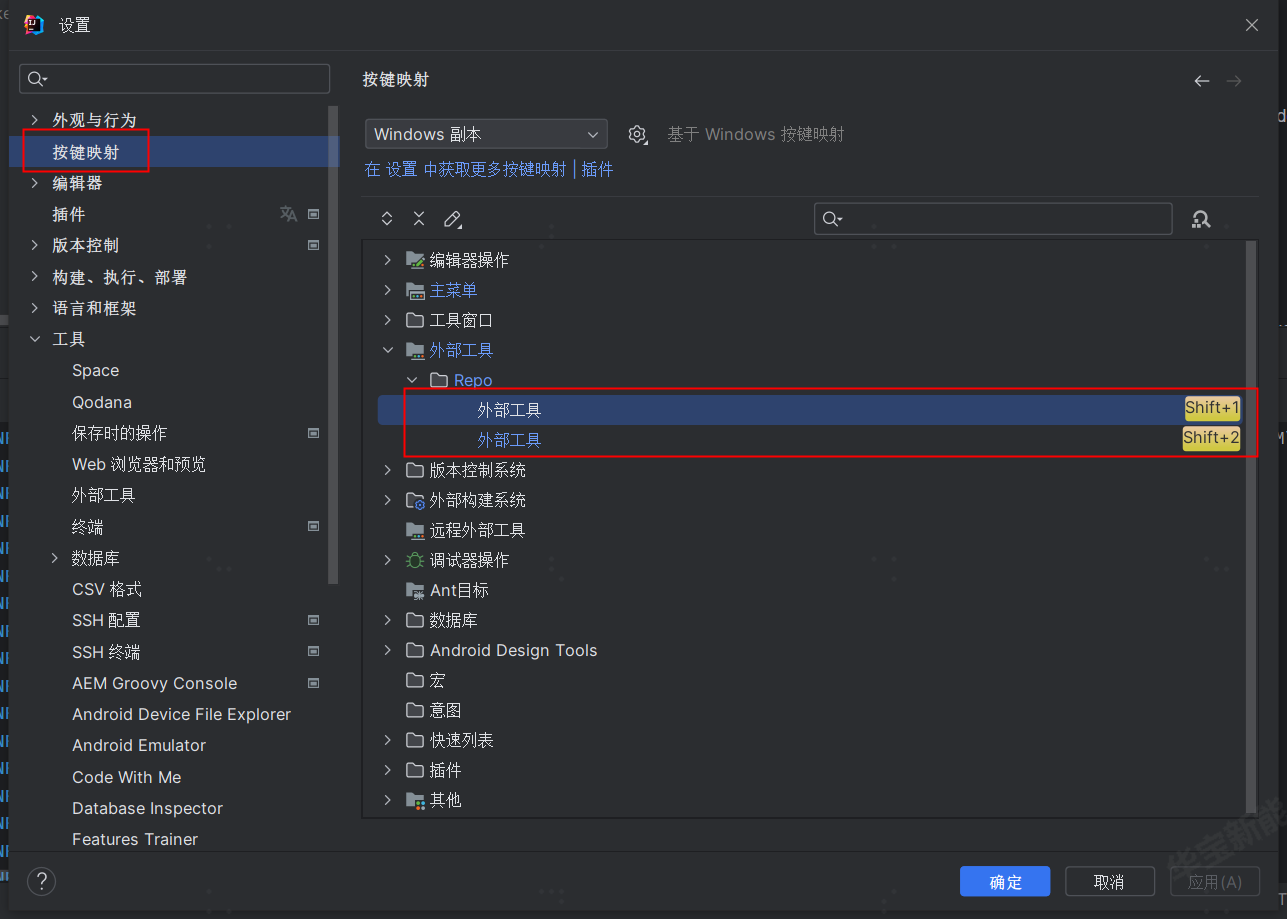 设置
外观与行为
按键映射
编辑器
插件
版本控制
构建、执行、部署
语言和框架
工具
Space
Qodana
保存时的操作
Web 浏览器和预览
外部工具
终端
数据库
CSV 格式
SSH 配置
SSH 终端
AEM Groovy Console
Android Device File Explorer
Android Emulator
Code With Me
Database Inspector
Features Trainer
按键映射
Windows 副本
基于 Windows 按键映射
在 设置 中获取更多按键映射 | 插件
编辑器操作
主菜单
工具窗口
外部工具
Repo
外部工具 Shift+1
外部工具 Shift+2
版本控制系统
外部构建系统
远程外部工具
调试器操作
Ant目标
数据库
Android Design Tools
宏
意图
快速列表
插件
其他
?
确定
取消
应用(A)
华宝新能